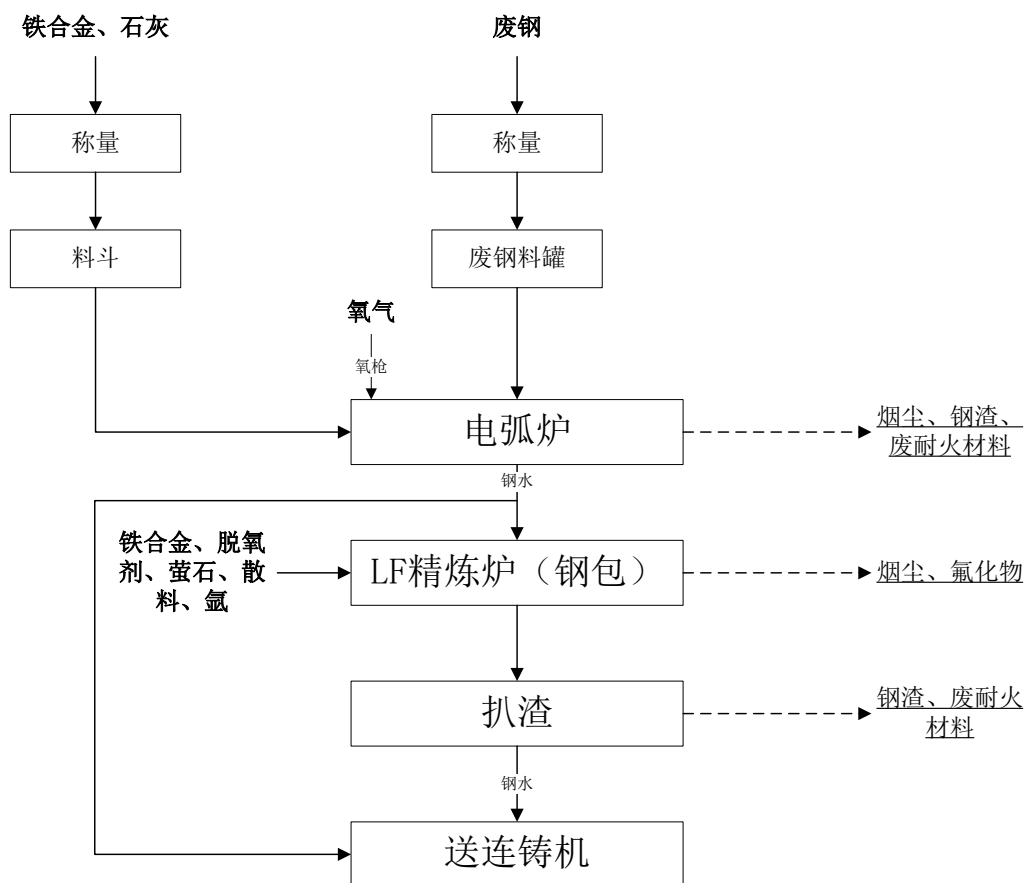 铁合金、石灰
废钢
称量
称量
料斗
废钢料罐
氧气
氧枪
电弧炉
烟尘、钢渣、
废耐火材料
钢水
铁合金、脱氧
剂、萤石、散
料、氩
LF精炼炉（钢包）
烟尘、氟化物
扒渣
钢渣、废耐火
材料
钢水
送连铸机